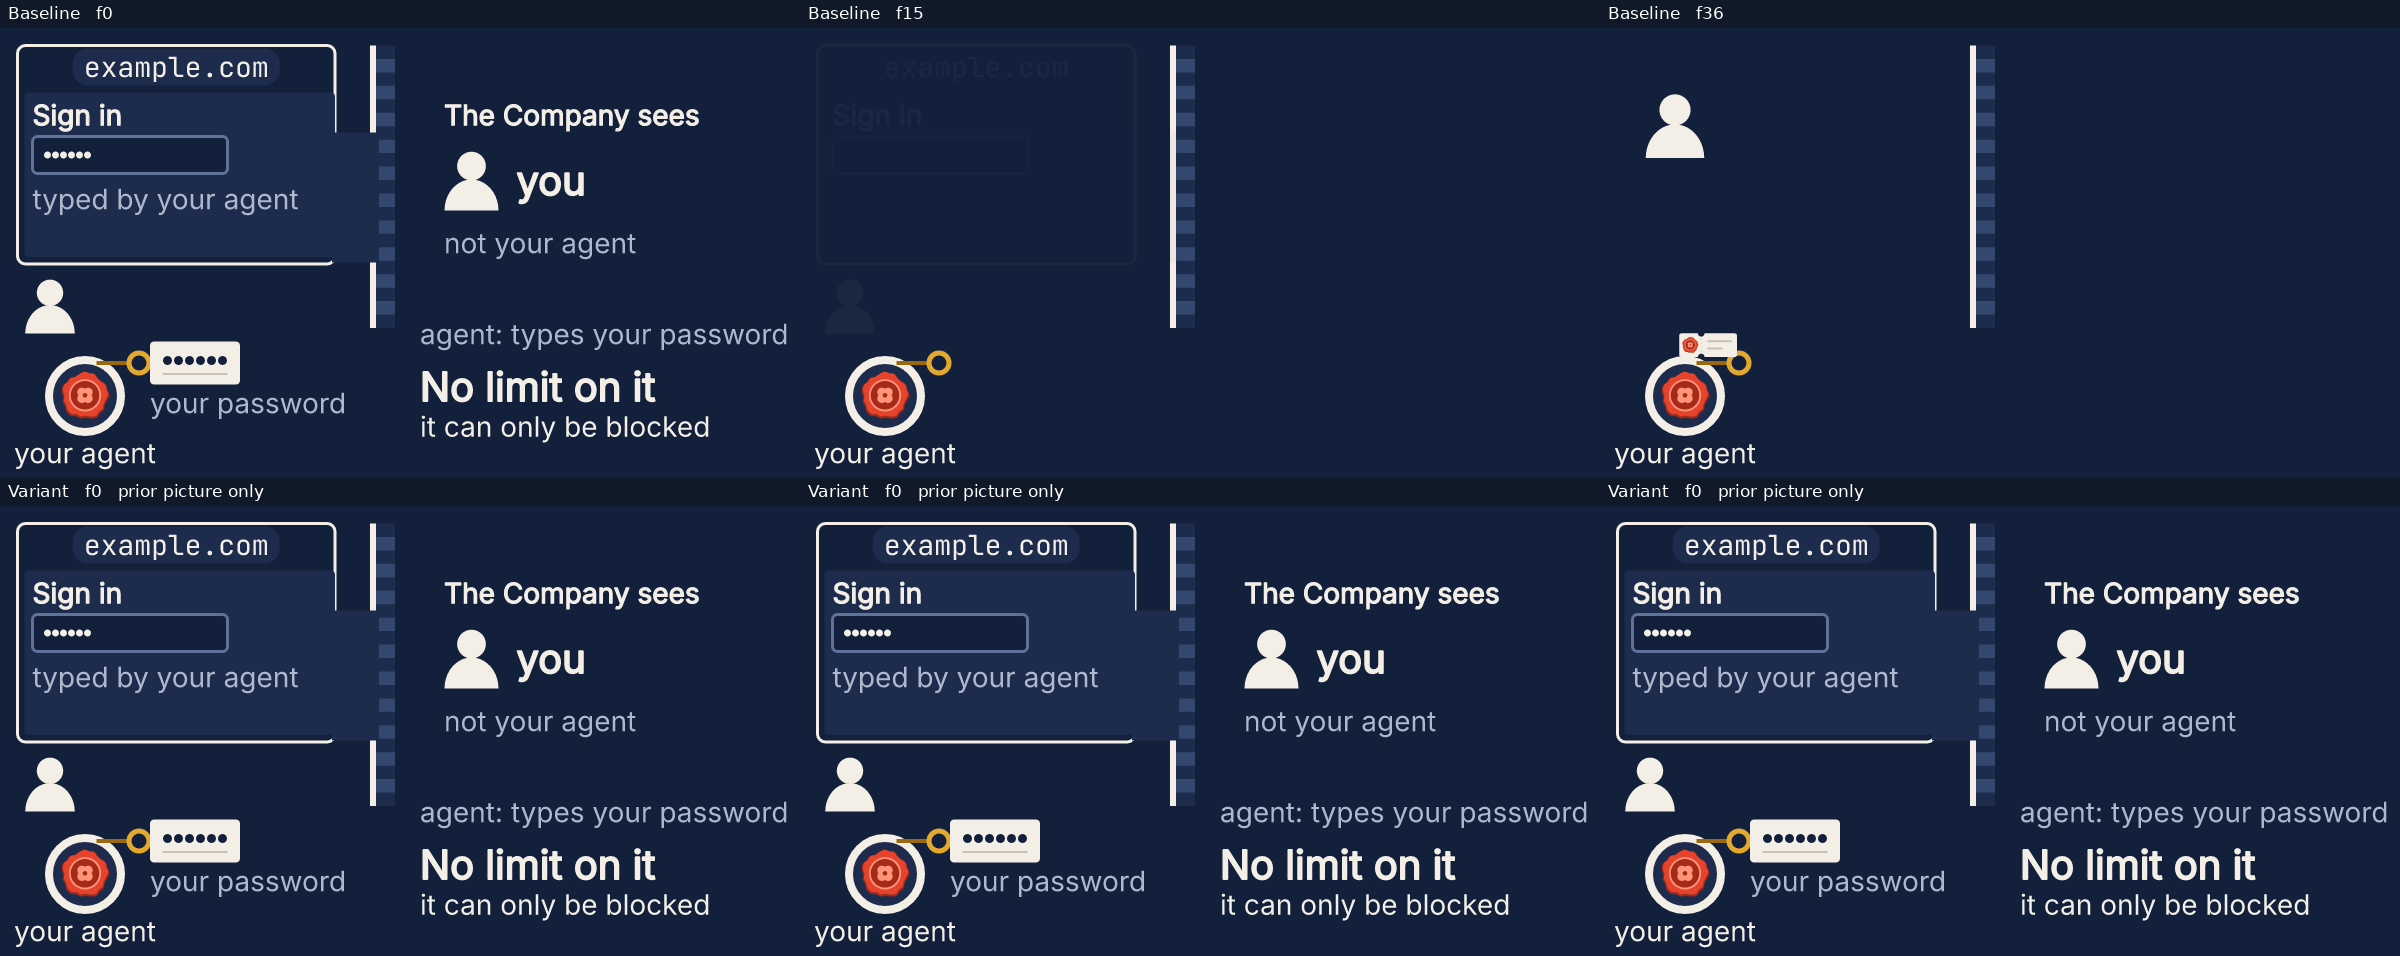 Baseline f0
example.com
Sign in
••••••
typed by your agent
The Company sees
you
not your agent
your password
your agent
agent: types your password
No limit on it
it can only be blocked
Baseline f15
example.com
Sign in
your agent
Baseline f36
your agent
Variant f0 prior picture only
example.com
Sign in
••••••
typed by your agent
The Company sees
you
not your agent
your password
your agent
agent: types your password
No limit on it
it can only be blocked
Variant f0 prior picture only
example.com
Sign in
••••••
typed by your agent
The Company sees
you
not your agent
your password
your agent
agent: types your password
No limit on it
it can only be blocked
Variant f0 prior picture only
example.com
Sign in
••••••
typed by your agent
The Company sees
you
not your agent
your password
your agent
agent: types your password
No limit on it
it can only be blocked